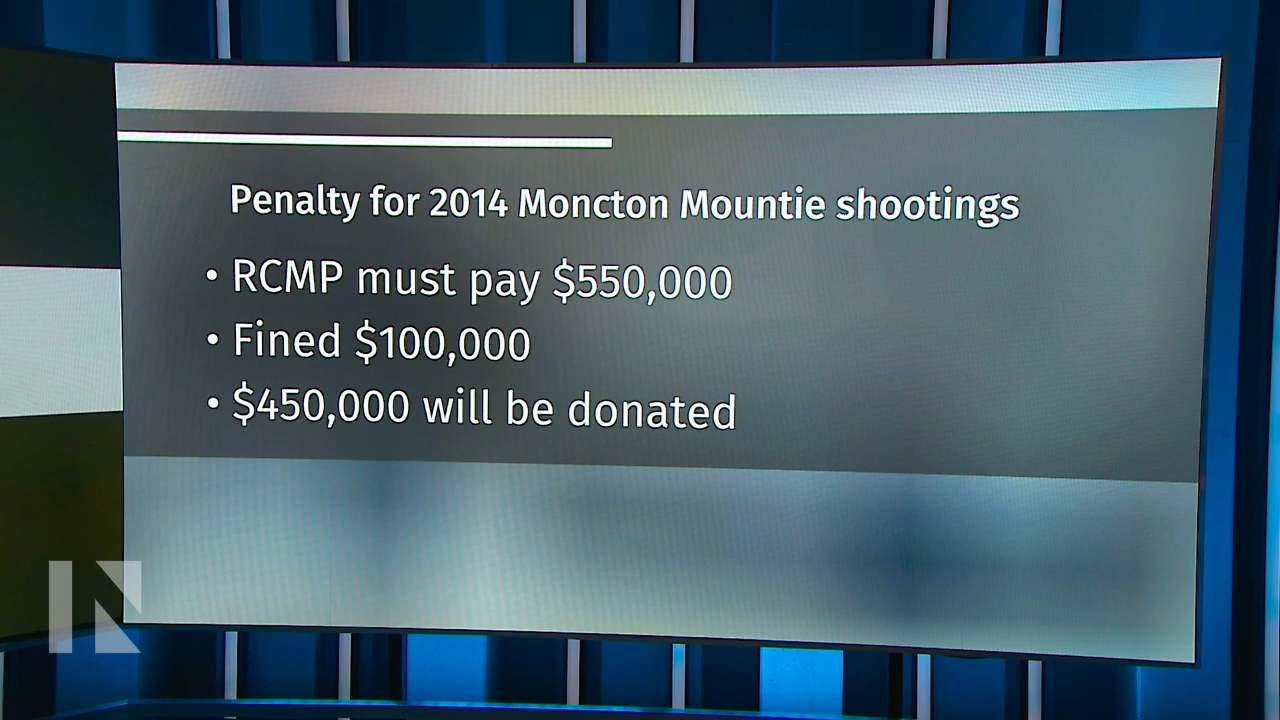 Penalty for 2014 Moncton Mountie shootings
• RCMP must pay $550,000
• Fined $100,000
• $450,000 will be donated
IN